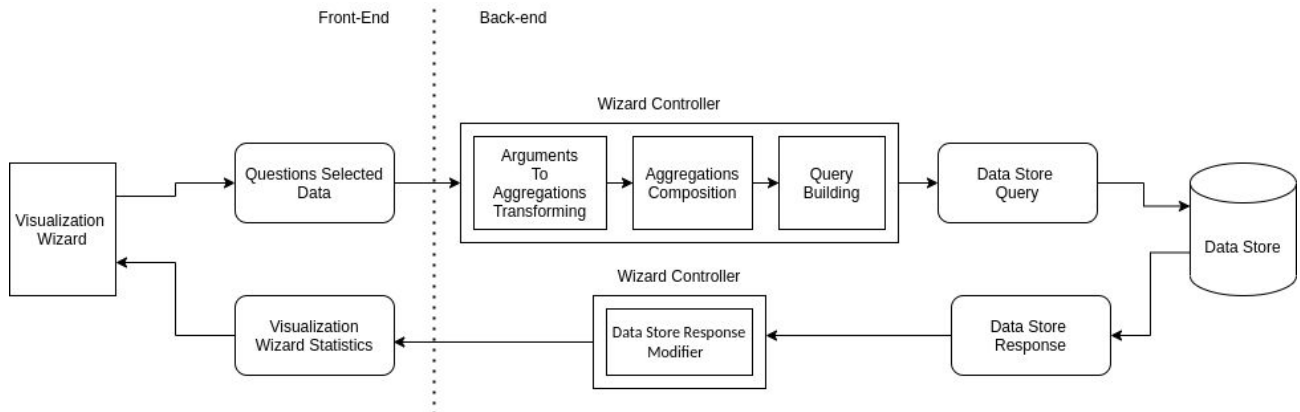 Front-End
Back-end
Wizard Controller
Visualization
Wizard
Questions Selected
Data
Arguments
To
Aggregations
Transforming
Aggregations
Composition
Query
Building
Data Store
Query
Data Store
Wizard Controller
Visualization
Wizard Statistics
Data Store Response
Modifier
Data Store
Response